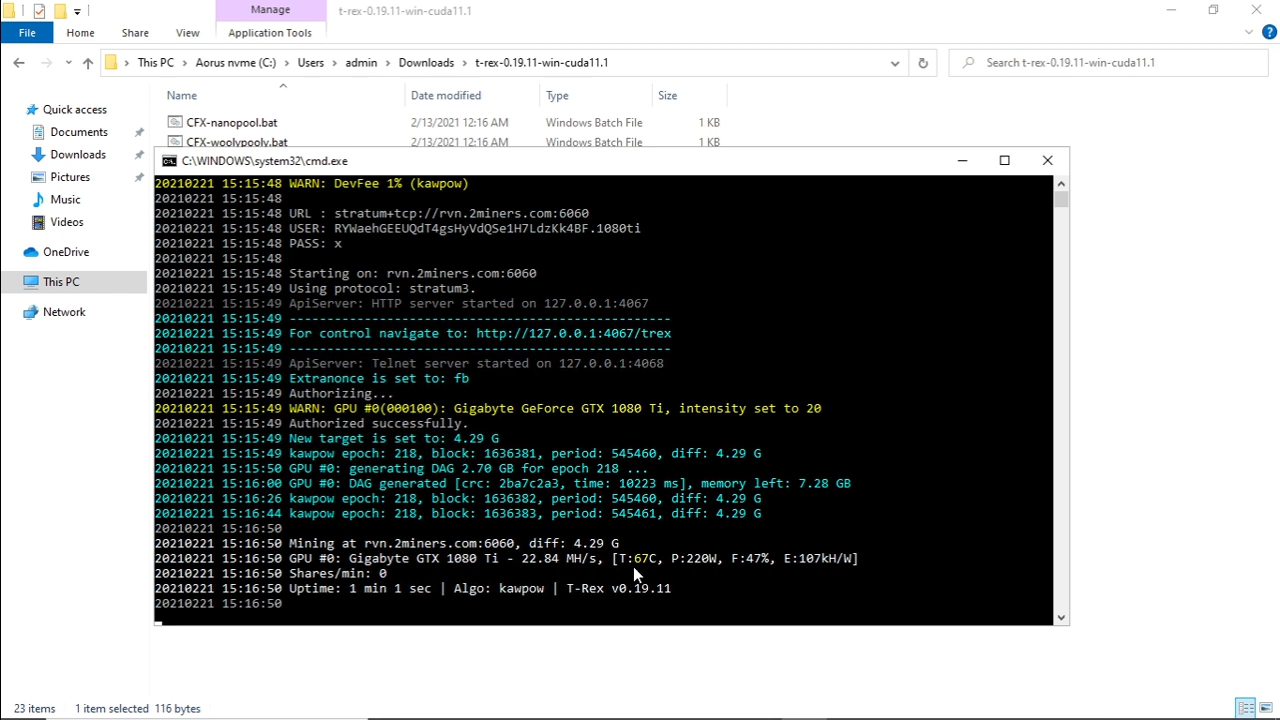 Manage
t-rex-0.19.11-win-cuda11.1
File
Home
Share
View
Application Tools
This PC
Aorus nvme (C:)
Users
admin
Downloads
t-rex-0.19.11-win-cuda11.1
Search t-rex-0.19.11-win-cuda11.1
Quick access
Documents
Downloads
Pictures
Music
Videos
OneDrive
This PC
Network
Name Date modified Type Size
CFX-nanopool.bat 2/13/2021 12:16 AM Windows Batch File 1 KB
CFX-woolypooly.bat 2/13/2021 12:16 AM Windows Batch File 1 KB
C:\WINDOWS\system32\cmd.exe
20210221 15:15:48 WARN: DevFee 1% (kawpow)
20210221 15:15:48
20210221 15:15:48 URL : stratum+tcp://rvn.2miners.com:6060
20210221 15:15:48 USER: RYWaehGEEUQdT4gsHyVdQSe1H7LdzKk4BF.1080ti
20210221 15:15:48 PASS: x
20210221 15:15:48
20210221 15:15:48 Starting on: rvn.2miners.com:6060
20210221 15:15:49 Using protocol: stratum3.
20210221 15:15:49 ApiServer: HTTP server started on 127.0.0.1:4067
20210221 15:15:49 ---------------------------------------------------
20210221 15:15:49 For control navigate to: http://127.0.0.1:4067/trex
20210221 15:15:49 ---------------------------------------------------
20210221 15:15:49 ApiServer: Telnet server started on 127.0.0.1:4068
20210221 15:15:49 Extranonce is set to: fb
20210221 15:15:49 Authorizing...
20210221 15:15:49 WARN: GPU #0(000100): Gigabyte GeForce GTX 1080 Ti, intensity set to 20
20210221 15:15:49 Authorized successfully.
20210221 15:15:49 New target is set to: 4.29 G
20210221 15:15:49 kawpow epoch: 218, block: 1636381, period: 545460, diff: 4.29 G
20210221 15:15:50 GPU #0: generating DAG 2.70 GB for epoch 218 ...
20210221 15:16:00 GPU #0: DAG generated [crc: 2ba7c2a3, time: 10223 ms], memory left: 7.28 GB
20210221 15:16:26 kawpow epoch: 218, block: 1636382, period: 545460, diff: 4.29 G
20210221 15:16:44 kawpow epoch: 218, block: 1636383, period: 545461, diff: 4.29 G
20210221 15:16:50
20210221 15:16:50 Mining at rvn.2miners.com:6060, diff: 4.29 G
20210221 15:16:50 GPU #0: Gigabyte GTX 1080 Ti - 22.84 MH/s, [T:67C, P:220W, F:47%, E:107kH/W]
20210221 15:16:50 Shares/min: 0
20210221 15:16:50 Uptime: 1 min 1 sec | Algo: kawpow | T-Rex v0.19.11
20210221 15:16:50
23 items 1 item selected 116 bytes